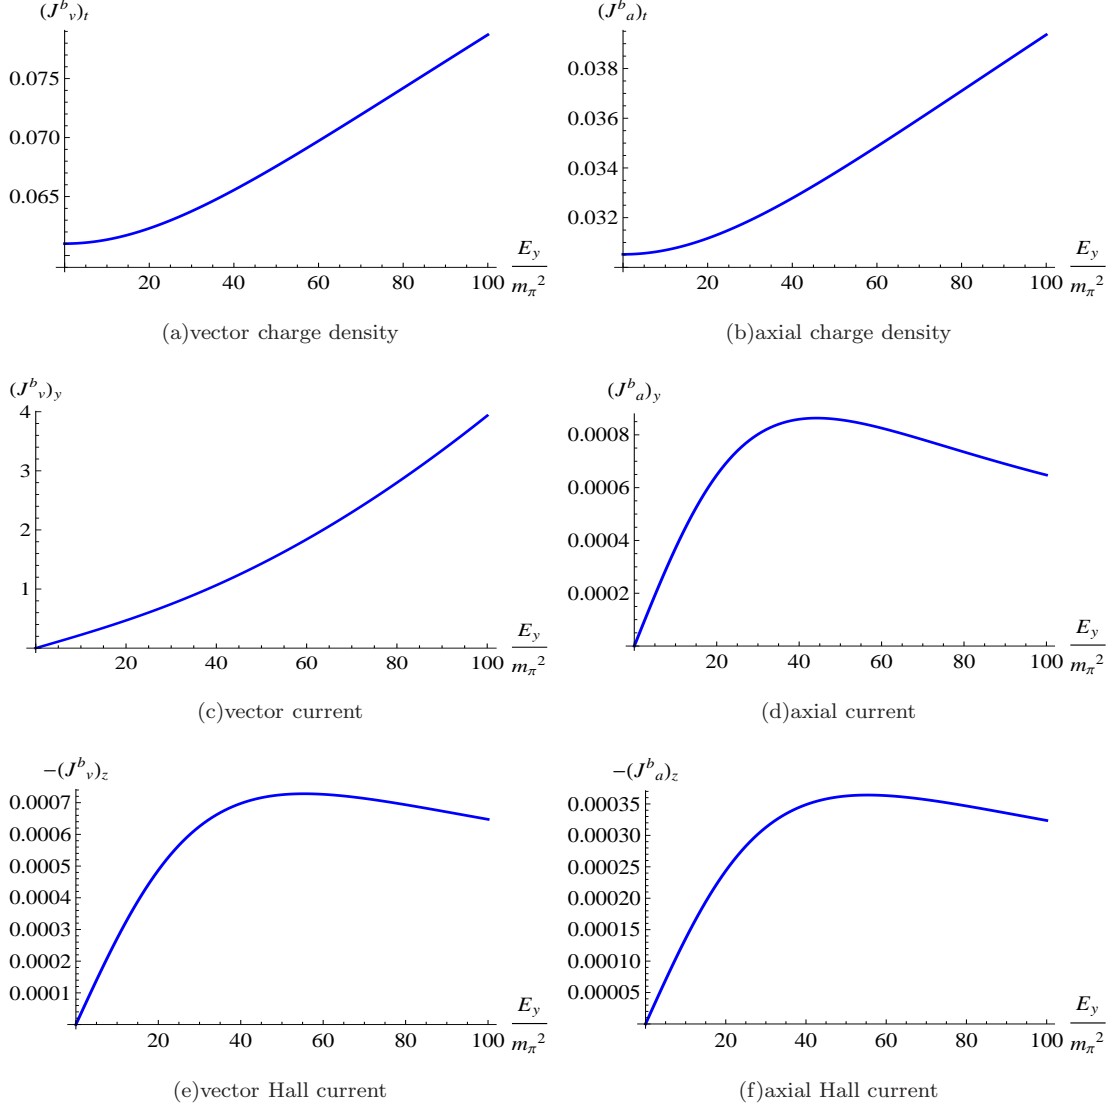 (J^b_v)_t
0.075
0.070
0.065
20 40 60 80 100
E_y
m_π^2
(a)vector charge density
(J^b_a)_t
0.038
0.036
0.034
0.032
20 40 60 80 100
E_y
m_π^2
(b)axial charge density
(J^b_v)_y
4
3
2
1
20 40 60 80 100
E_y
m_π^2
(c)vector current
(J^b_a)_y
0.0008
0.0006
0.0004
0.0002
20 40 60 80 100
E_y
m_π^2
(d)axial current
−(J^b_v)_z
0.0007
0.0006
0.0005
0.0004
0.0003
0.0002
0.0001
20 40 60 80 100
E_y
m_π^2
(e)vector Hall current
−(J^b_a)_z
0.00035
0.00030
0.00025
0.00020
0.00015
0.00010
0.00005
20 40 60 80 100
E_y
m_π^2
(f)axial Hall current